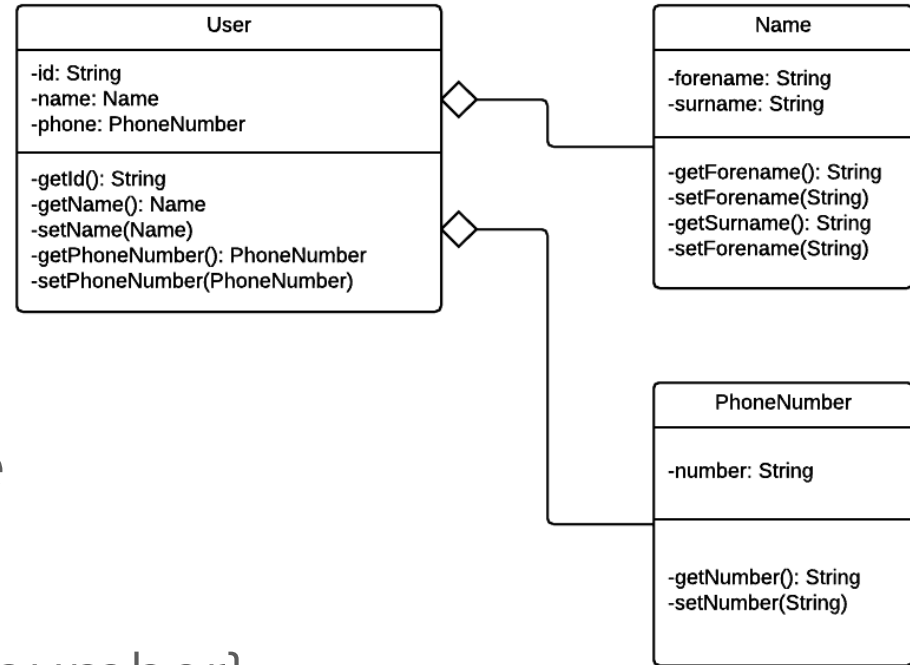 User
-id: String
-name: Name
-phone: PhoneNumber
-getId(): String
-getName(): Name
-setName(Name)
-getPhoneNumber(): PhoneNumber
-setPhoneNumber(PhoneNumber)
Name
-forename: String
-surname: String
-getForename(): String
-setForename(String)
-getSurname(): String
-setForename(String)
PhoneNumber
-number: String
-getNumber(): String
-setNumber(String)